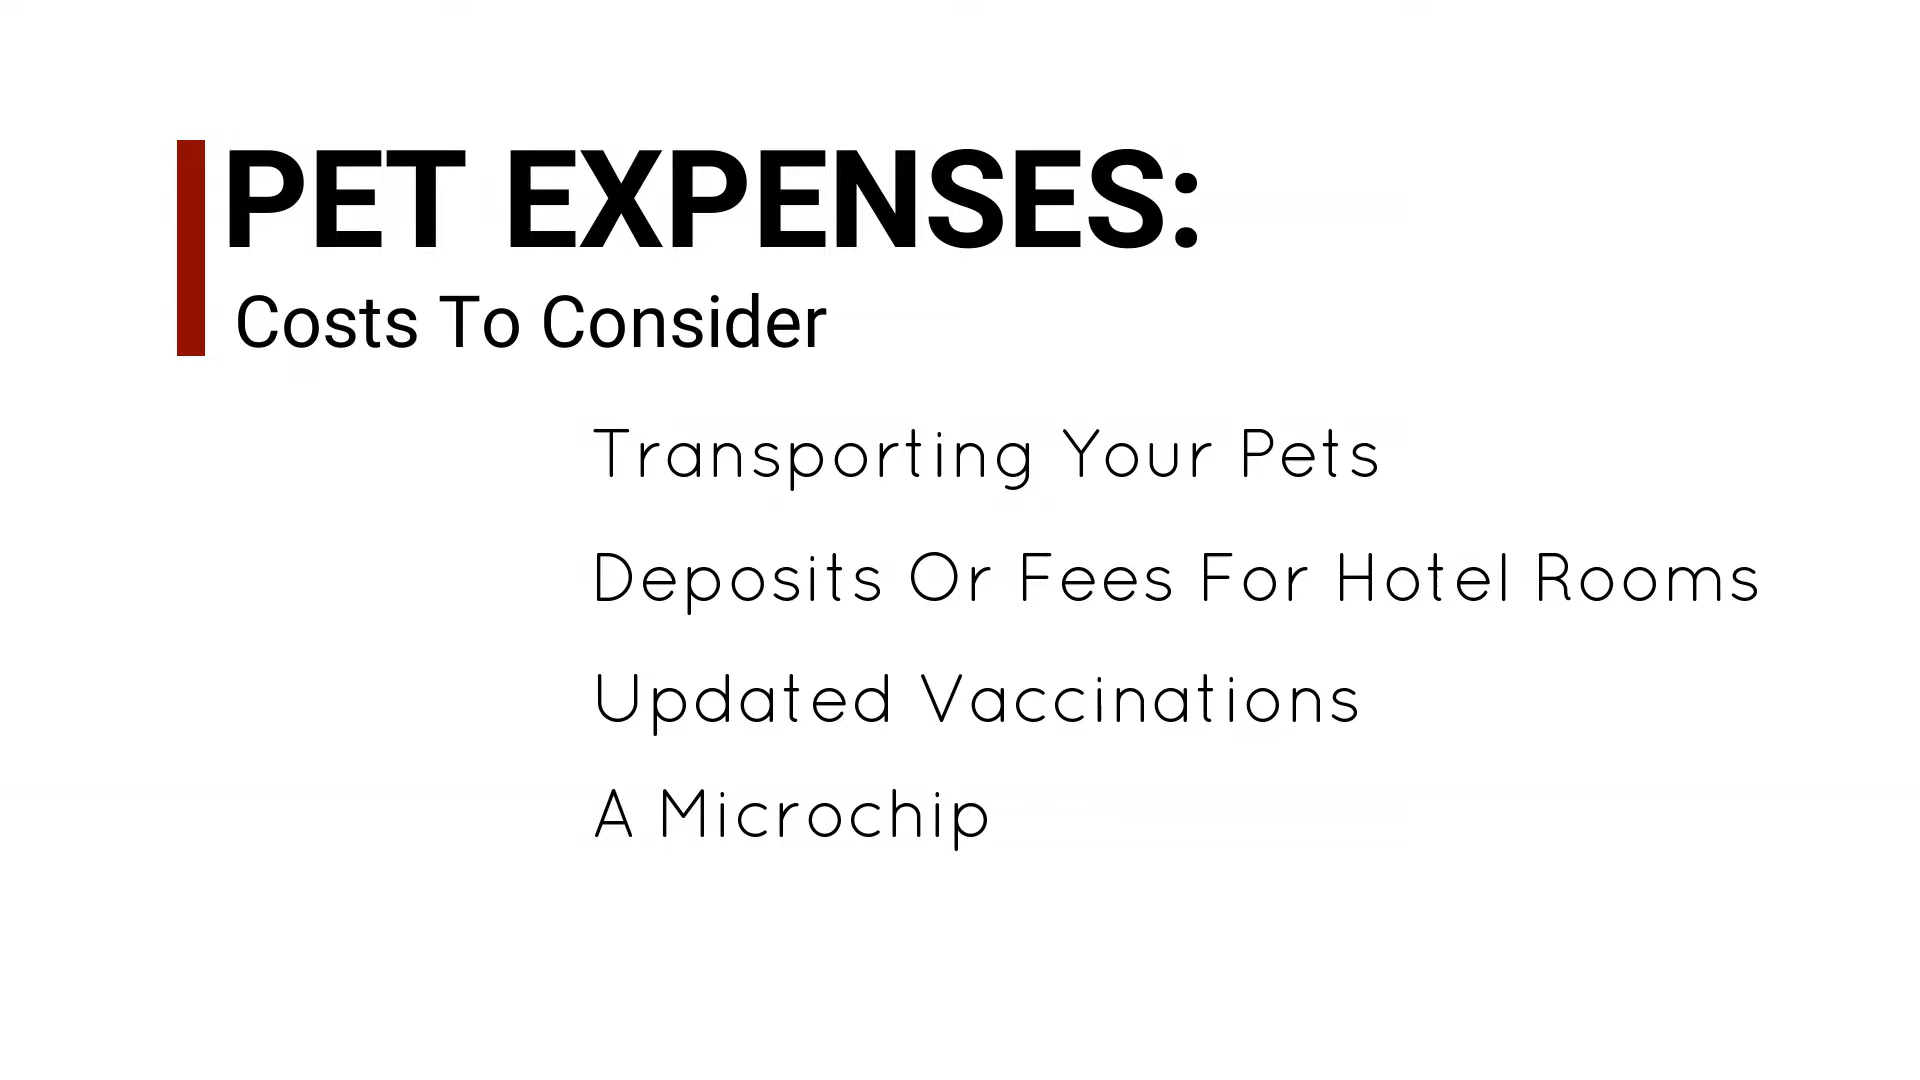 PET EXPENSES:
Costs To Consider
Transporting Your Pets
Deposits Or Fees For Hotel Rooms
Updated Vaccinations
A Microchip